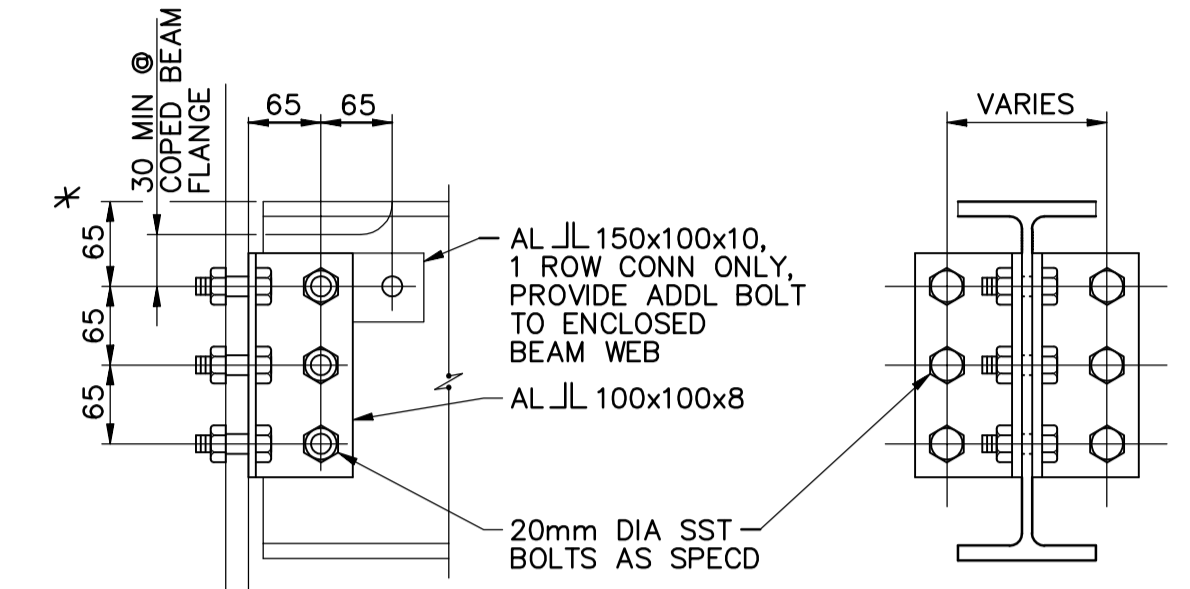 30 MIN @
COPED BEAM
FLANGE
65
65
VARIES
*
65
65
65
AL ⅃L 150x100x10,
1 ROW CONN ONLY,
PROVIDE ADDL BOLT
TO ENCLOSED
BEAM WEB
AL ⅃L 100x100x8
20mm DIA SST
BOLTS AS SPECD